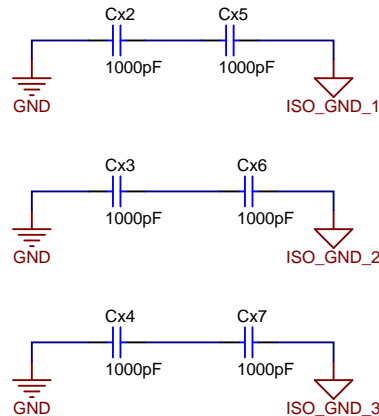 Cx2 Cx5
1000pF 1000pF
GND ISO_GND_1
Cx3 Cx6
1000pF 1000pF
GND ISO_GND_2
Cx4 Cx7
1000pF 1000pF
GND ISO_GND_3